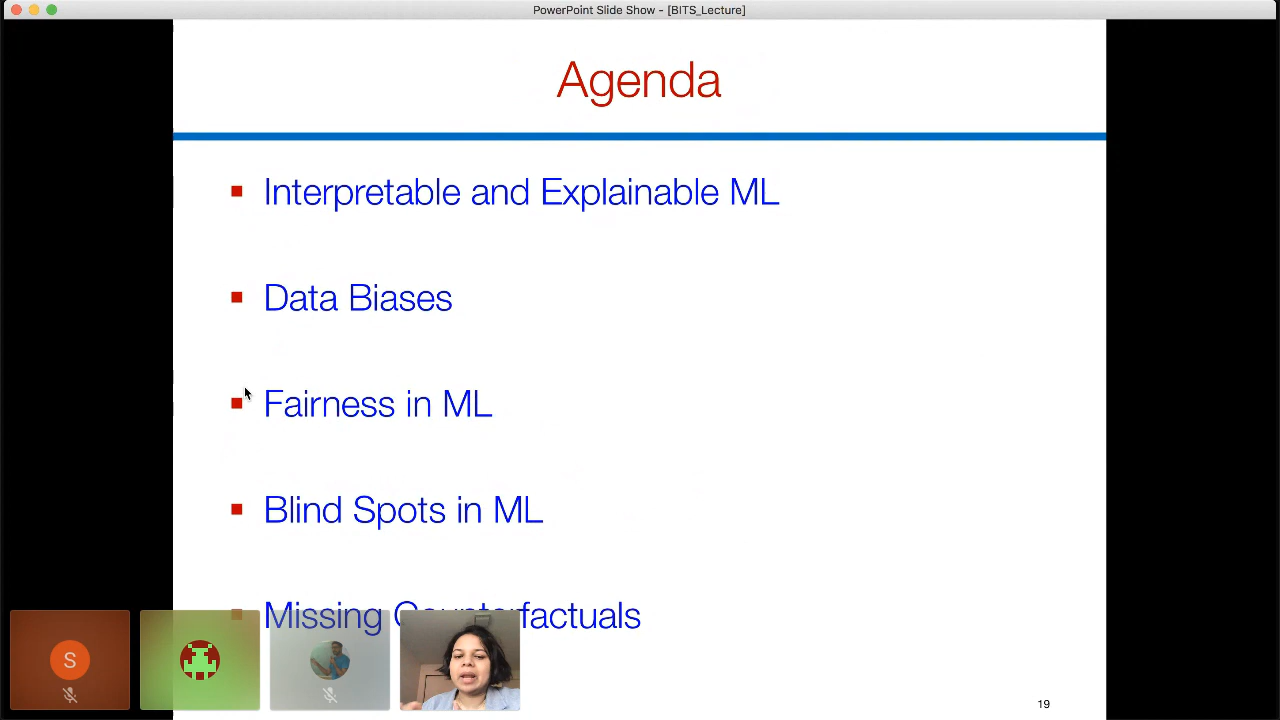 PowerPoint Slide Show - [BITS_Lecture]
Agenda
Interpretable and Explainable ML
Data Biases
Fairness in ML
Blind Spots in ML
Missing Counterfactuals
S
19